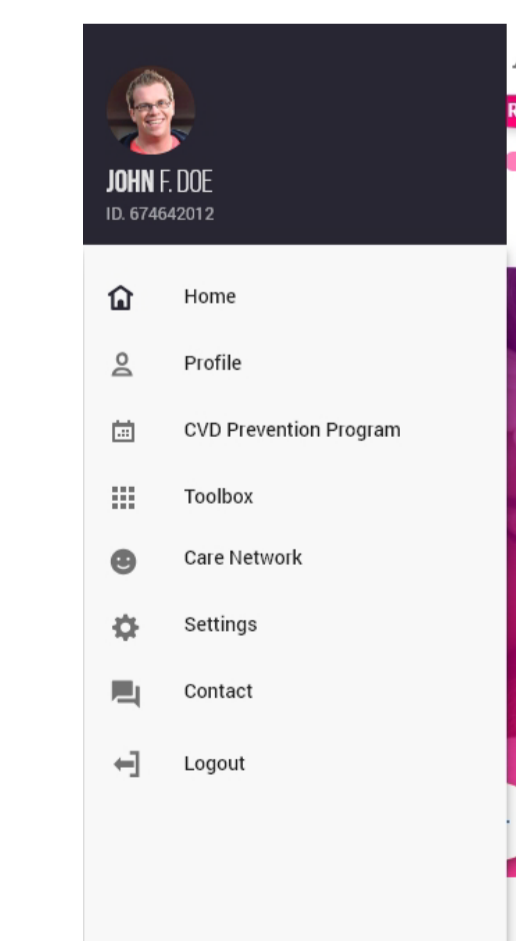 JOHN F. DOE
ID. 674642012
Home
Profile
CVD Prevention Program
Toolbox
Care Network
Settings
Contact
Logout